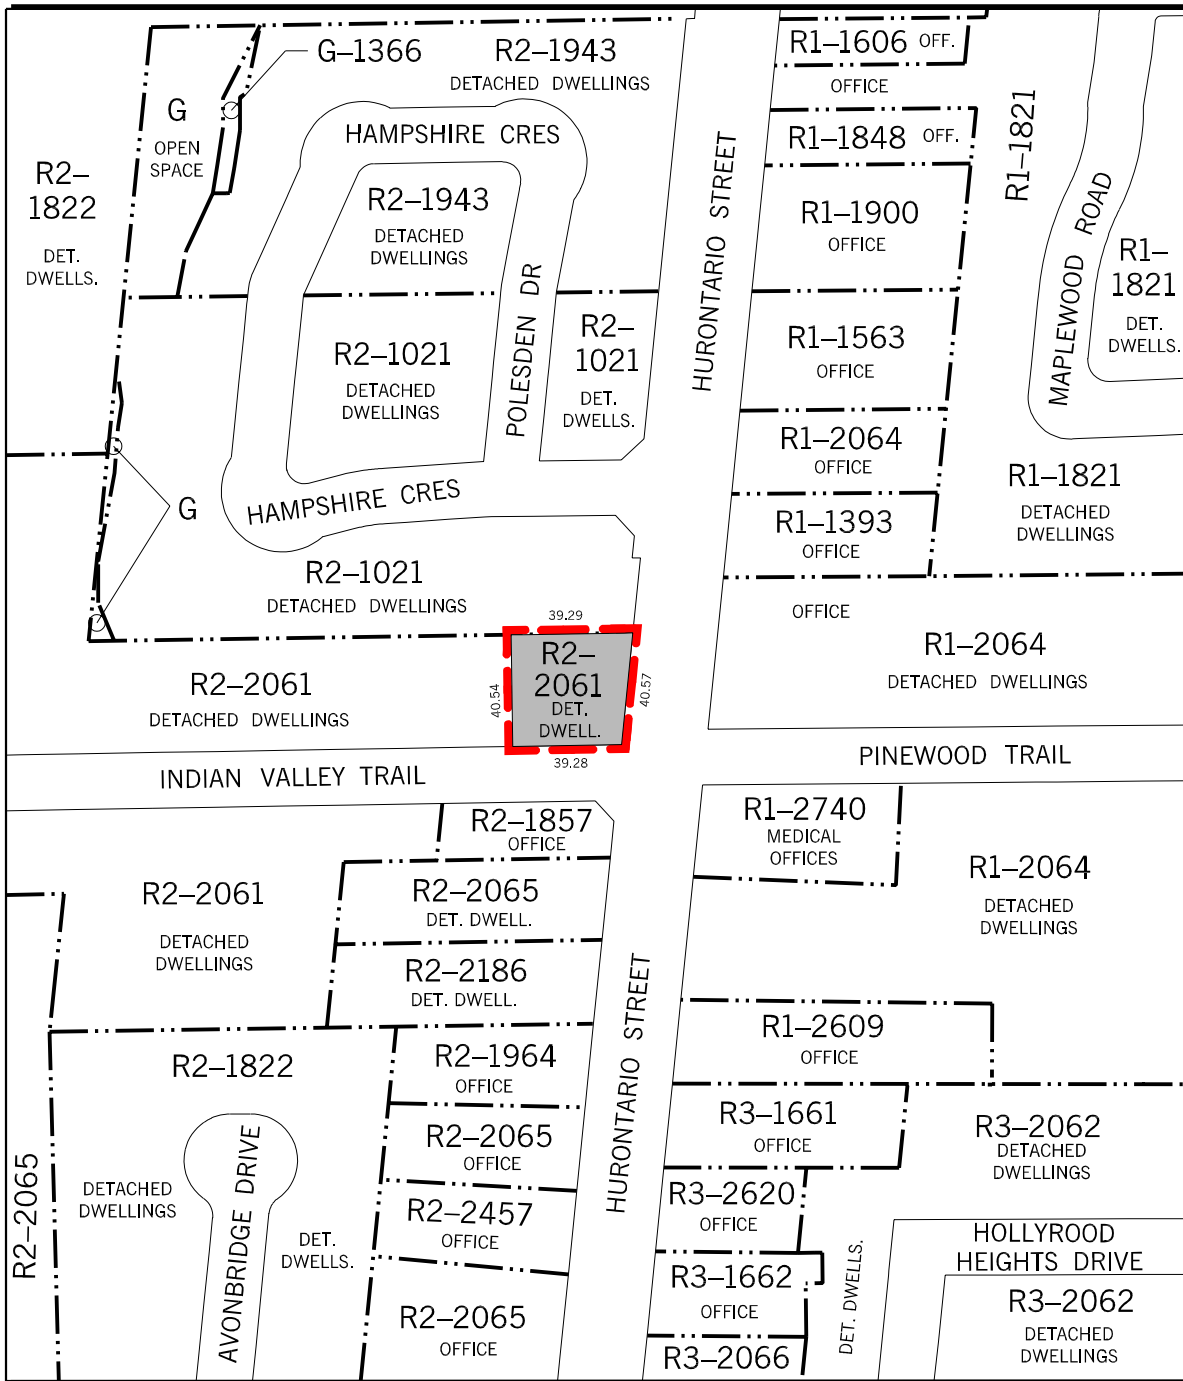 G–1366
R2–1943
DETACHED DWELLINGS
R1–1606 OFF.
OFFICE
G
OPEN
SPACE
HAMPSHIRE CRES
R1–1848 OFF.
R1–1821
R2–
1822
DET.
DWELLS.
R2–1943
DETACHED
DWELLINGS
HURONTARIO STREET
R1–1900
OFFICE
MAPLEWOOD ROAD
R1–
1821
DET.
DWELLS.
POLESDEN DR
R2–1021
DETACHED
DWELLINGS
R2–
1021
DET.
DWELLS.
R1–1563
OFFICE
R1–2064
OFFICE
G
HAMPSHIRE CRES
R1–1393
OFFICE
R1–1821
DETACHED
DWELLINGS
R2–1021
DETACHED DWELLINGS
39.29
OFFICE
R1–2064
DETACHED DWELLINGS
R2–2061
DETACHED DWELLINGS
40.54
R2–
2061
DET.
DWELL.
40.57
39.28
INDIAN VALLEY TRAIL
PINEWOOD TRAIL
R2–1857
OFFICE
R1–2740
MEDICAL
OFFICES
R1–2064
DETACHED
DWELLINGS
R2–2061
DETACHED
DWELLINGS
R2–2065
DET. DWELL.
R2–2186
DET. DWELL.
HURONTARIO STREET
R1–2609
OFFICE
R2–1822
R2–1964
OFFICE
R3–1661
OFFICE
R3–2062
DETACHED
DWELLINGS
R2–2065
DETACHED
DWELLINGS
AVONBRIDGE DRIVE
DET.
DWELLS.
R2–2065
OFFICE
R2–2457
OFFICE
R3–2620
OFFICE
DET. DWELLS.
HOLLYROOD
HEIGHTS DRIVE
R3–1662
OFFICE
R2–2065
OFFICE
R3–2062
DETACHED
DWELLINGS
R3–2066